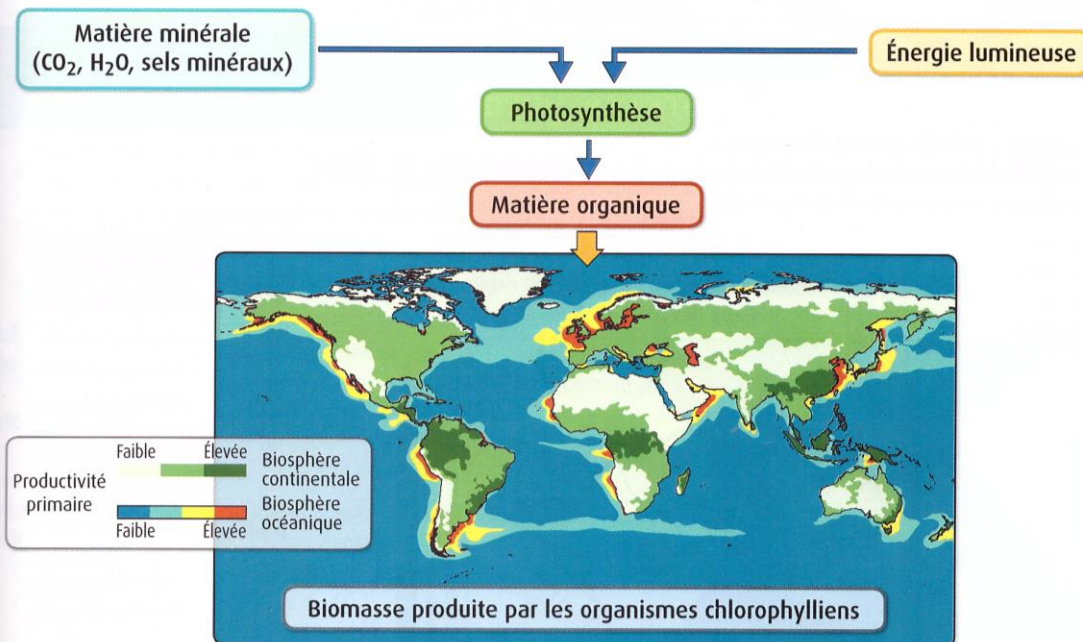 Matière minérale
(CO₂, H₂O, sels minéraux)
Énergie lumineuse
Photosynthèse
Matière organique
Productivité
primaire
Faible Élevée
Biosphère
continentale
Biosphère
océanique
Faible Élevée
Biomasse produite par les organismes chlorophylliens